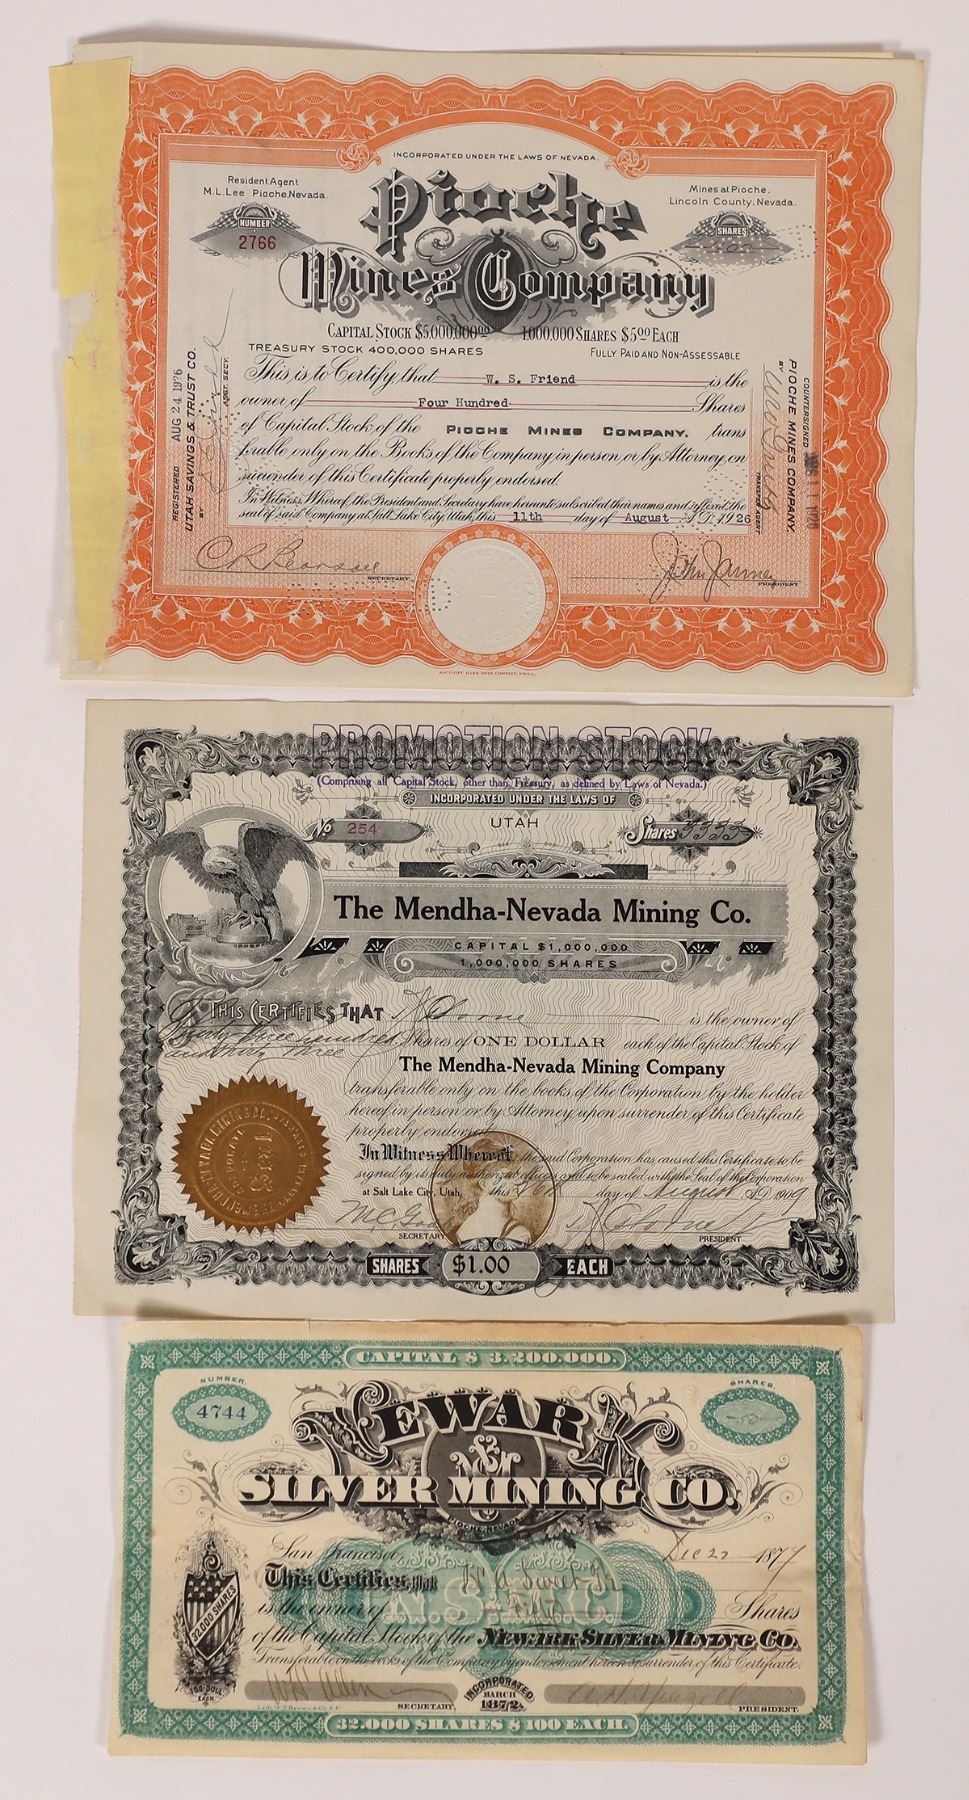 INCORPORATED UNDER THE LAWS OF NEVADA.
Resident Agent
M.L. Lee Pioche, Nevada.
Mines at Pioche,
Lincoln County, Nevada.
NUMBER
2766
SHARES
Pioche
Mines Company
CAPITAL STOCK $5,000,000.00 1,000,000 SHARES $5.00 EACH
TREASURY STOCK 400,000 SHARES FULLY PAID AND NON-ASSESSABLE
This is to Certify that W. S. Friend is the
owner of Four Hundred Shares
of Capital Stock of the PIOCHE MINES COMPANY, trans
ferable only on the Books of the Company in person or by Attorney on
surrender of this Certificate properly endorsed.
In Witness Whereof, the President and Secretary have hereunto subscribed their names and affixed the
seal of said Company at Salt Lake City, Utah, this 11th day of August A.D. 1926
SECRETARY
PRESIDENT
REGISTERED AUG 24 1926
UTAH SAVINGS & TRUST CO.
BY
ASST. SECY.
COUNTERSIGNED
PIOCHE MINES COMPANY.
BY
TRANSFER AGENT
PROMOTION STOCK
(Comprising all Capital Stock, other than Treasury, as defined by Laws of Nevada.)
INCORPORATED UNDER THE LAWS OF
UTAH
No 254
Shares 3333
The Mendha-Nevada Mining Co.
CAPITAL $1,000,000
1,000,000 SHARES
THIS CERTIFIES THAT is the owner of
Shares of ONE DOLLAR each of the Capital Stock of
The Mendha-Nevada Mining Company
transferable only on the books of the Corporation by the holder
hereof in person or by Attorney upon surrender of this Certificate
properly endorsed.
In Witness Whereof, the said Corporation has caused this Certificate to be
signed by its duly authorized officers and to be sealed with the Seal of the Corporation
at Salt Lake City, Utah, this day of August A.D. 1909
SECRETARY
PRESIDENT
SHARES $1.00 EACH
CAPITAL $3.200.000.
NUMBER.
4744
SHARES.
NEWARK
SILVER MINING CO.
PIOCHE NEVADA
San Francisco, Dec 22 1877
This Certifies that
is the owner of Shares
of the Capital Stock of the NEWARK SILVER MINING CO.
Transferable on the books of the Company by endorsement hereon & surrender of this Certificate.
32.000 SHARES
100 DOLL.
EACH
SECRETARY
INCORPORATED
MARCH
1872.
PRESIDENT.
32.000 SHARES $100 EACH.